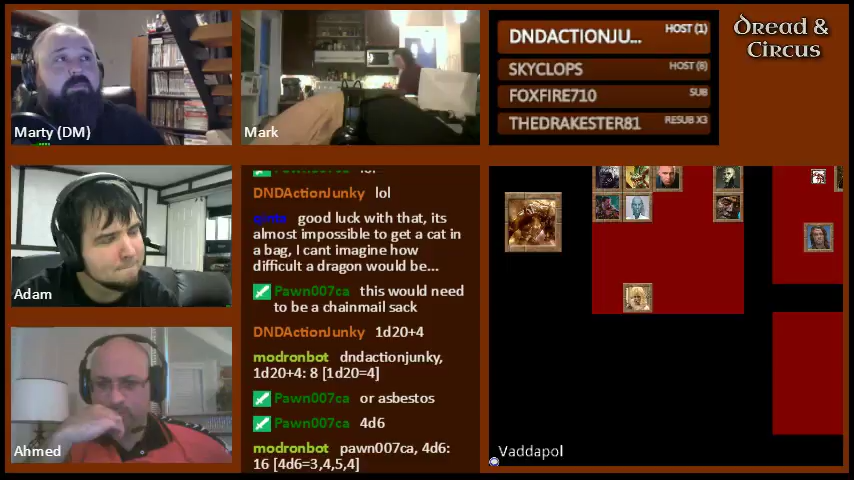 Marty (DM)
Mark
DNDACTIONJU...
HOST (1)
SKYCLOPS
HOST (8)
FOXFIRE710
SUB
THEDRAKESTER81
RESUB X3
Dread &
Circus
Adam
Ahmed
DNDActionJunky lol
good luck with that, its
almost impossible to get a cat in
a bag, I cant imagine how
difficult a dragon would be...
Pawn007ca this would need
to be a chainmail sack
DNDActionJunky 1d20+4
modronbot dndactionjunky,
1d20+4: 8 [1d20=4]
Pawn007ca or asbestos
Pawn007ca 4d6
modronbot pawn007ca, 4d6:
16 [4d6=3,4,5,4]
Vaddapol